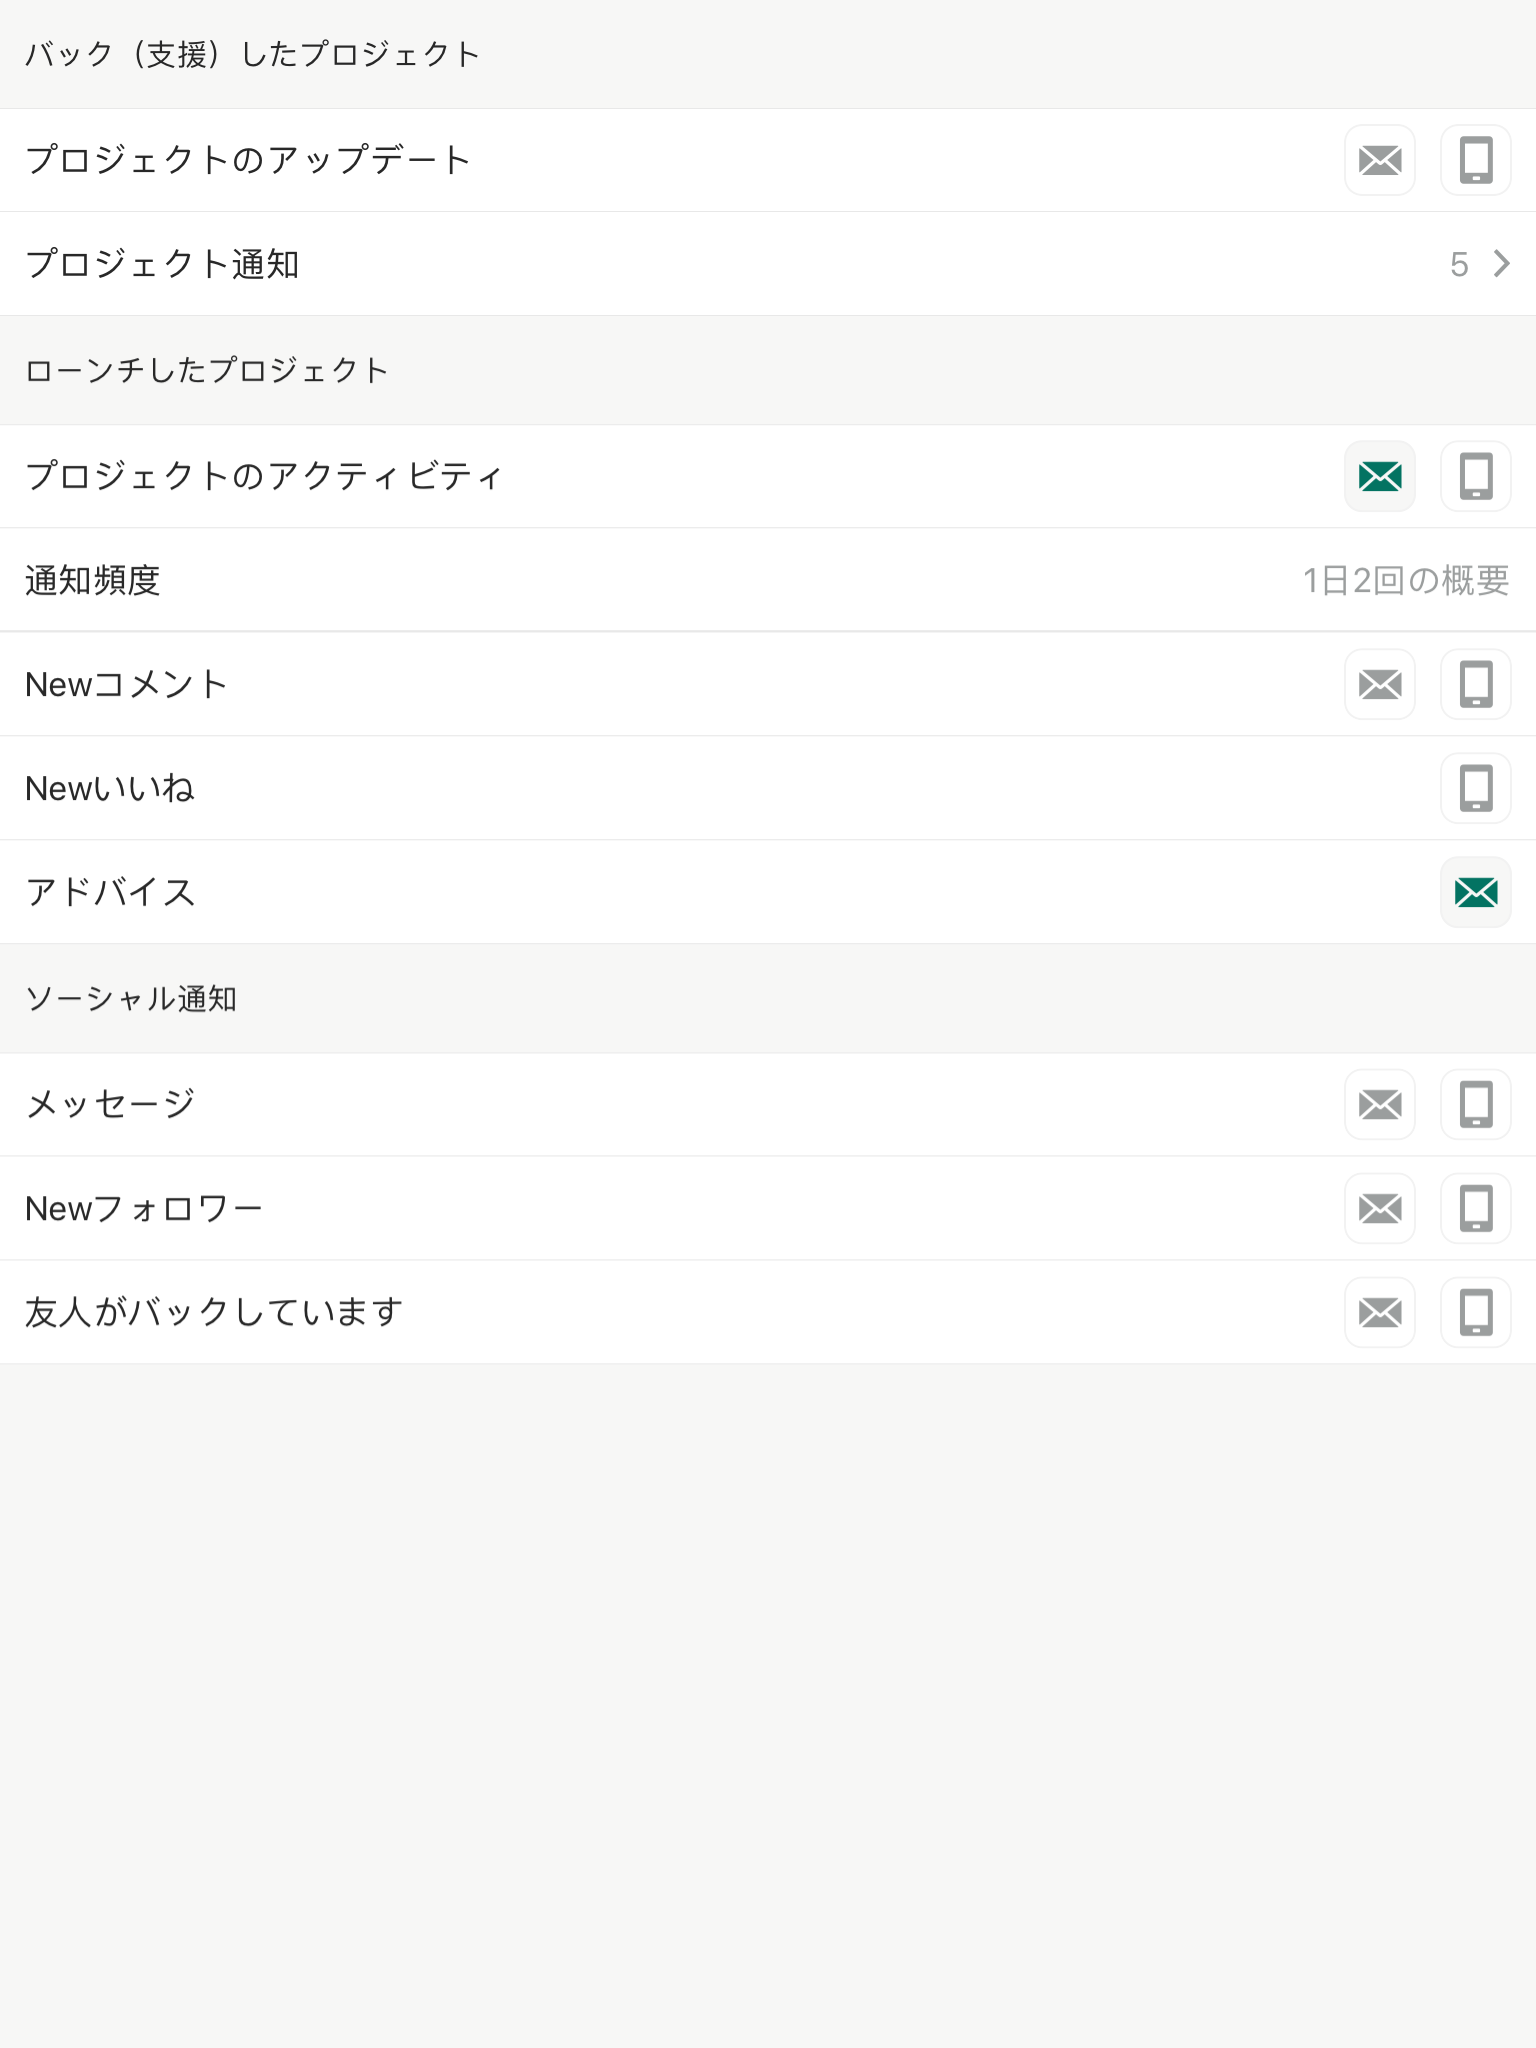 バック（支援）したプロジェクト
プロジェクトのアップデート
プロジェクト通知 5
ローンチしたプロジェクト
プロジェクトのアクティビティ
通知頻度 1日2回の概要
Newコメント
Newいいね
アドバイス
ソーシャル通知
メッセージ
Newフォロワー
友人がバックしています